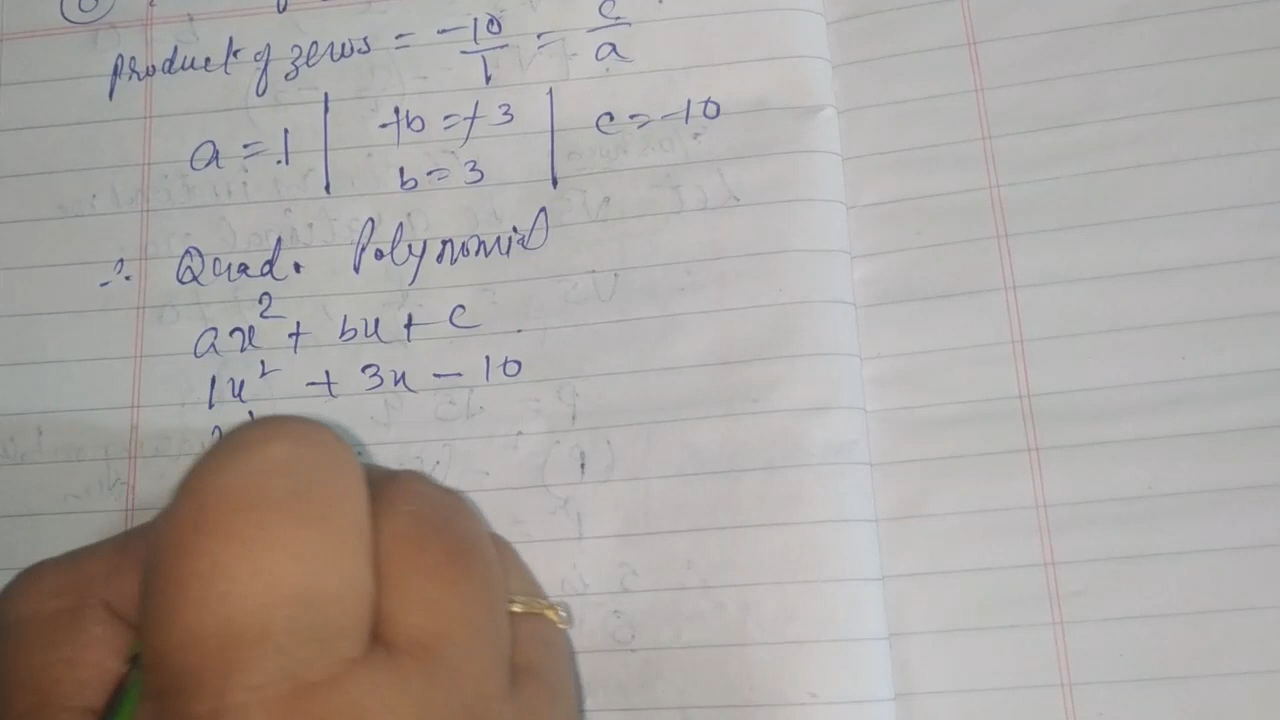 product of zeros = -10/1 = c/a
a = 1 | +b = +3 | c = -10
b = 3
∴ Quad. Polynomial
ax² + bx + c
1x² + 3x - 10